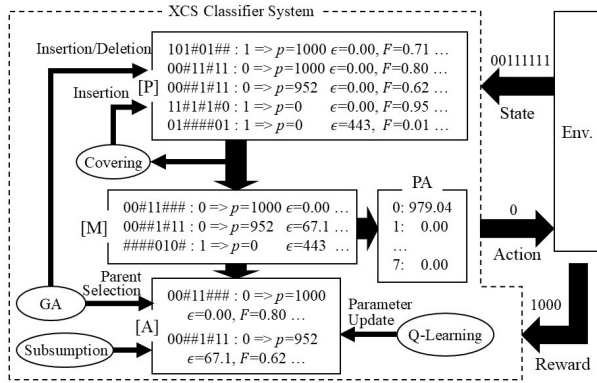 XCS Classifier System
Insertion/Deletion
101#01## : 1 => p=1000 ϵ=0.00, F=0.71 ...
00#11#11 : 0 => p=1000 ϵ=0.00, F=0.80 ...
00##1#11 : 0 => p=952 ϵ=0.00, F=0.62 ...
11#1#1#0 : 1 => p=0 ϵ=0.00, F=0.95 ...
01####01 : 1 => p=0 ϵ=443, F=0.01 ...
[P]
Insertion
Covering
00111111
State
Env.
[M]
00#11### : 0 => p=1000 ϵ=0.00 ...
00##1#11 : 0 => p=952 ϵ=67.1 ...
####010# : 1 => p=0 ϵ=443 ...
PA
0: 979.04
1: 0.00
...
7: 0.00
0
Action
GA
Parent
Selection
[A]
00#11### : 0 => p=1000
ϵ=0.00, F=0.80 ...
00##1#11 : 0 => p=952
ϵ=67.1, F=0.62 ...
Subsumption
Parameter
Update
Q-Learning
1000
Reward